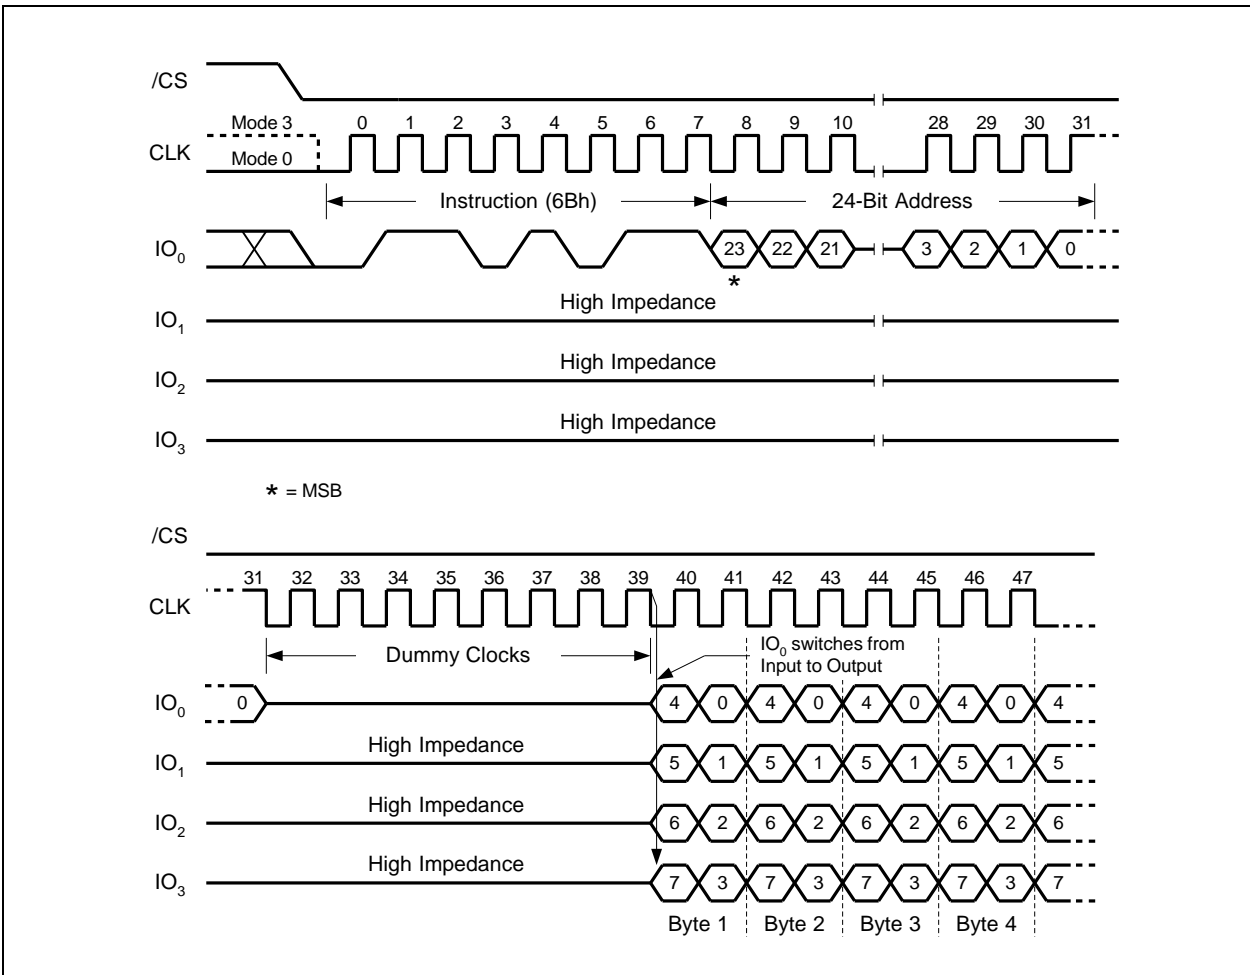 /CS
Mode 3 0 1 2 3 4 5 6 7 8 9 10 28 29 30 31
CLK
Mode 0
Instruction (6Bh) 24-Bit Address
IO0 23 22 21 3 2 1 0
*
High Impedance
IO1
High Impedance
IO2
High Impedance
IO3
* = MSB
/CS
31 32 33 34 35 36 37 38 39 40 41 42 43 44 45 46 47
CLK
Dummy Clocks
IO0 switches from
Input to Output
IO0 0 4 0 4 0 4 0 4 0 4
High Impedance
IO1 5 1 5 1 5 1 5 1 5
High Impedance
IO2 6 2 6 2 6 2 6 2 6
High Impedance
IO3 7 3 7 3 7 3 7 3 7
Byte 1 Byte 2 Byte 3 Byte 4